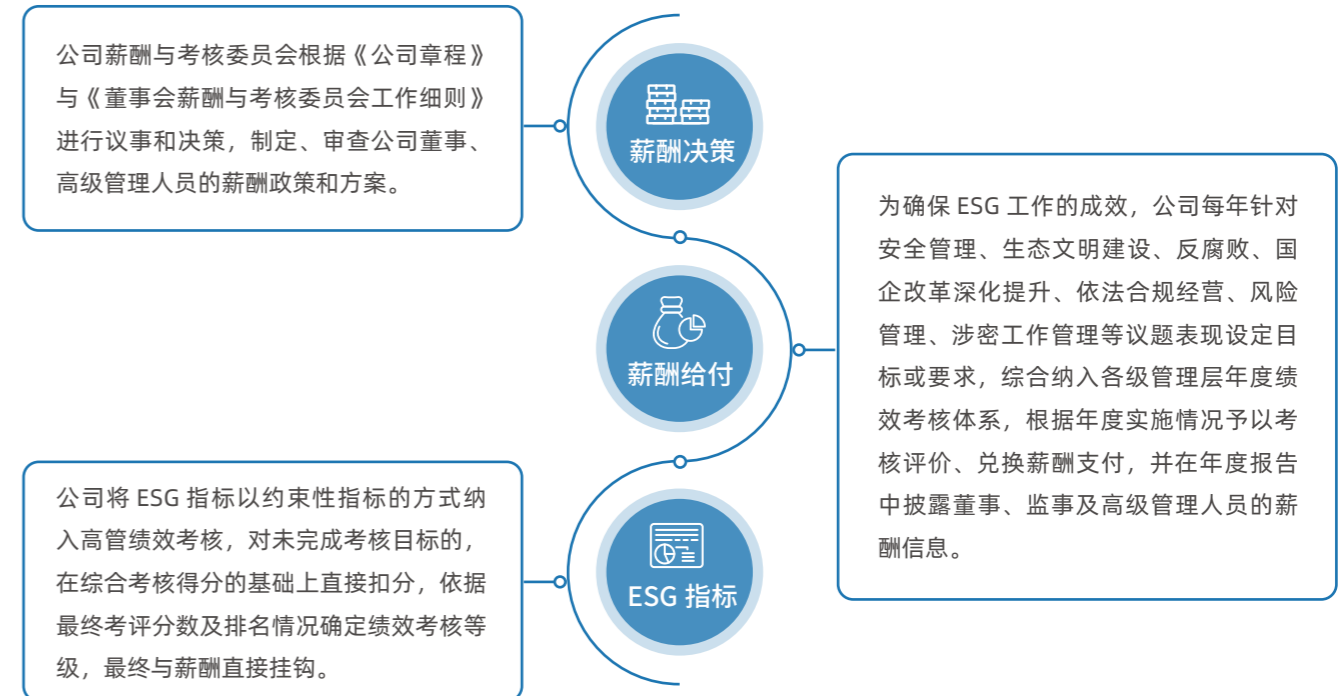 公司薪酬与考核委员会根据《公司章程》
与《董事会薪酬与考核委员会工作细则》
进行议事和决策，制定、审查公司董事、
高级管理人员的薪酬政策和方案。
薪酬决策
为确保 ESG 工作的成效，公司每年针对
安全管理、生态文明建设、反腐败、国
企改革深化提升、依法合规经营、风险
管理、涉密工作管理等议题表现设定目
标或要求，综合纳入各级管理层年度绩
效考核体系，根据年度实施情况予以考
核评价、兑换薪酬支付，并在年度报告
中披露董事、监事及高级管理人员的薪
酬信息。
薪酬给付
公司将 ESG 指标以约束性指标的方式纳
入高管绩效考核，对未完成考核目标的，
在综合考核得分的基础上直接扣分，依据
最终考评分数及排名情况确定绩效考核等
级，最终与薪酬直接挂钩。
ESG 指标